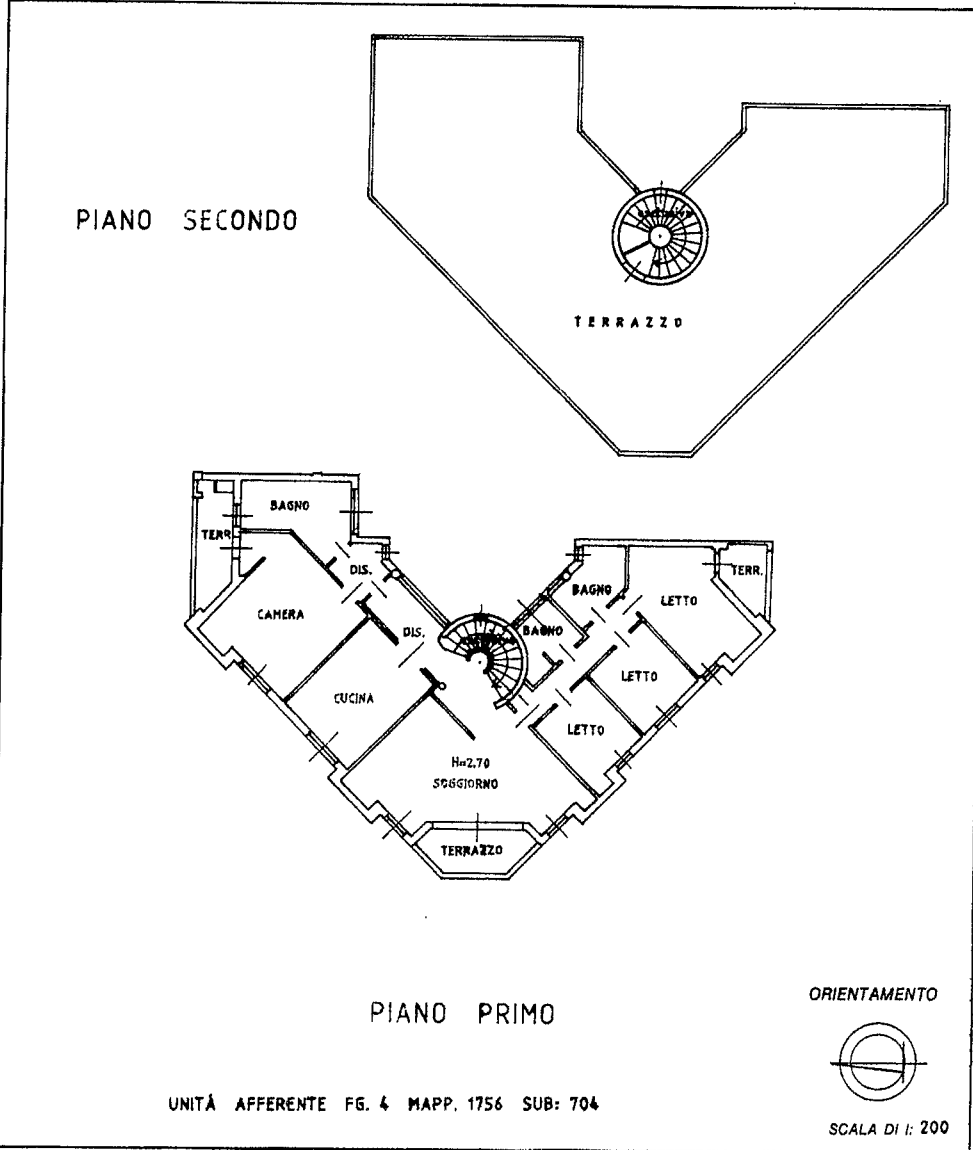 PIANO SECONDO
TERRAZZO
BAGNO
TERR.
DIS.
CAMERA
DIS.
CUCINA
BAGNO
LETTO
TERR.
BAGNO
LETTO
LETTO
H=2.70
SOGGIORNO
TERRAZZO
PIANO PRIMO
ORIENTAMENTO
UNITÀ AFFERENTE FG. 4 MAPP. 1756 SUB: 704
SCALA DI 1: 200